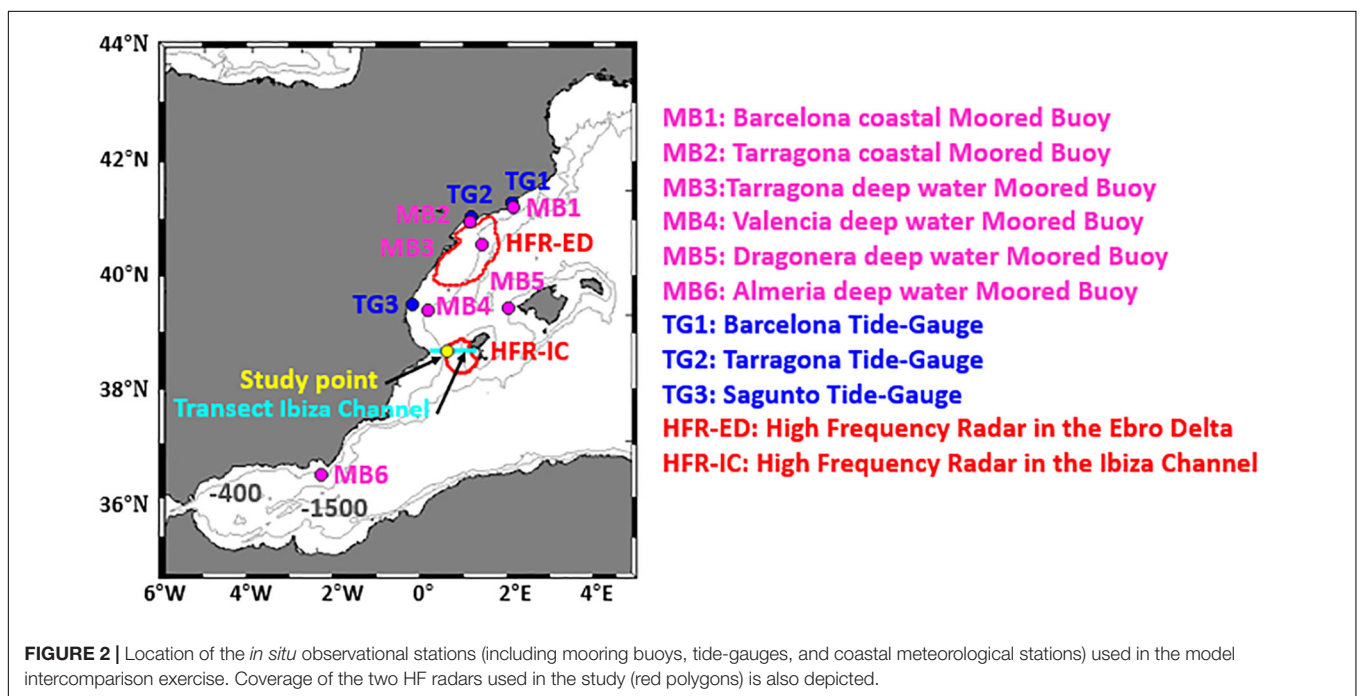 44°N
42°N
40°N
38°N
36°N
6°W 4°W 2°W 0° 2°E 4°E
TG1
TG2
MB1
MB2
MB3
HFR-ED
MB5
TG3
MB4
HFR-IC
Study point
Transect Ibiza Channel
MB6
-400
-1500
MB1: Barcelona coastal Moored Buoy
MB2: Tarragona coastal Moored Buoy
MB3:Tarragona deep water Moored Buoy
MB4: Valencia deep water Moored Buoy
MB5: Dragonera deep water Moored Buoy
MB6: Almeria deep water Moored Buoy
TG1: Barcelona Tide-Gauge
TG2: Tarragona Tide-Gauge
TG3: Sagunto Tide-Gauge
HFR-ED: High Frequency Radar in the Ebro Delta
HFR-IC: High Frequency Radar in the Ibiza Channel
FIGURE 2 | Location of the in situ observational stations (including mooring buoys, tide-gauges, and coastal meteorological stations) used in the model
intercomparison exercise. Coverage of the two HF radars used in the study (red polygons) is also depicted.